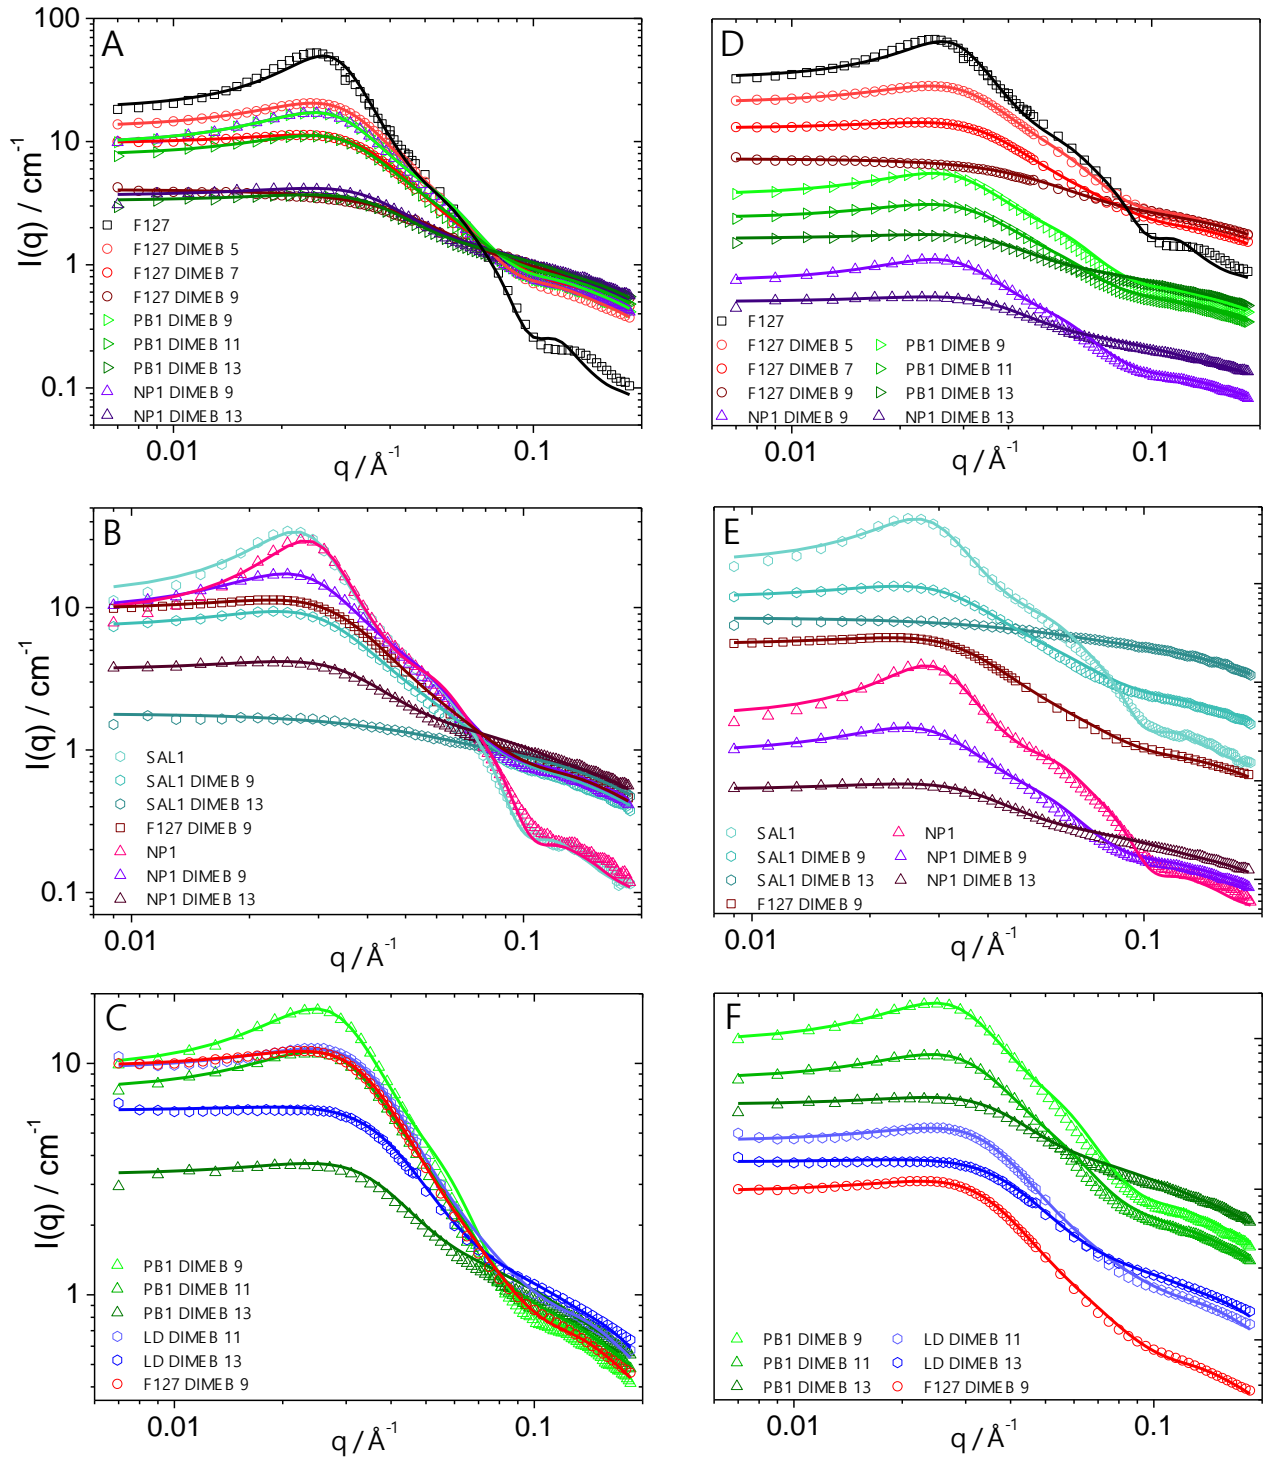 A
100
10
1
0.1
I(q) / cm-1
F127
F127 DIMEB 5
F127 DIMEB 7
F127 DIMEB 9
PB1 DIMEB 9
PB1 DIMEB 11
PB1 DIMEB 13
NP1 DIMEB 9
NP1 DIMEB 13
0.01 0.1
q / Å-1
D
F127
F127 DIMEB 5 PB1 DIMEB 9
F127 DIMEB 7 PB1 DIMEB 11
F127 DIMEB 9 PB1 DIMEB 13
NP1 DIMEB 9 NP1 DIMEB 13
0.01 0.1
q / Å-1
B
10
1
0.1
I(q) / cm-1
SAL1
SAL1 DIMEB 9
SAL1 DIMEB 13
F127 DIMEB 9
NP1
NP1 DIMEB 9
NP1 DIMEB 13
0.01 0.1
q / Å-1
E
SAL1 NP1
SAL1 DIMEB 9 NP1 DIMEB 9
SAL1 DIMEB 13 NP1 DIMEB 13
F127 DIMEB 9
0.01 0.1
q / Å-1
C
10
1
I(q) / cm-1
PB1 DIMEB 9
PB1 DIMEB 11
PB1 DIMEB 13
LD DIMEB 11
LD DIMEB 13
F127 DIMEB 9
0.01 0.1
q / Å-1
F
PB1 DIMEB 9 LD DIMEB 11
PB1 DIMEB 11 LD DIMEB 13
PB1 DIMEB 13 F127 DIMEB 9
0.01 0.1
q / Å-1